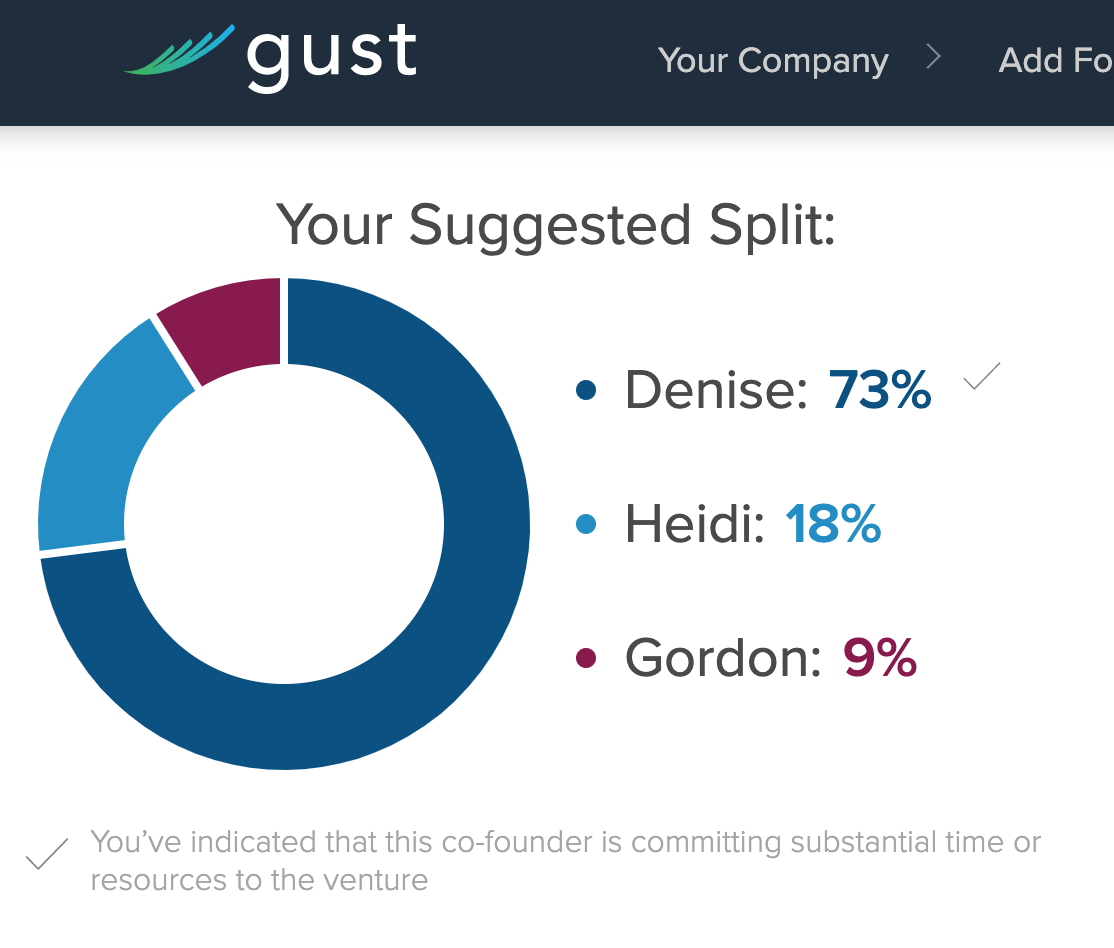 gust
Your Company
Add Fo
Your Suggested Split:
Denise: 73%
Heidi: 18%
Gordon: 9%
You’ve indicated that this co-founder is committing substantial time or
resources to the venture